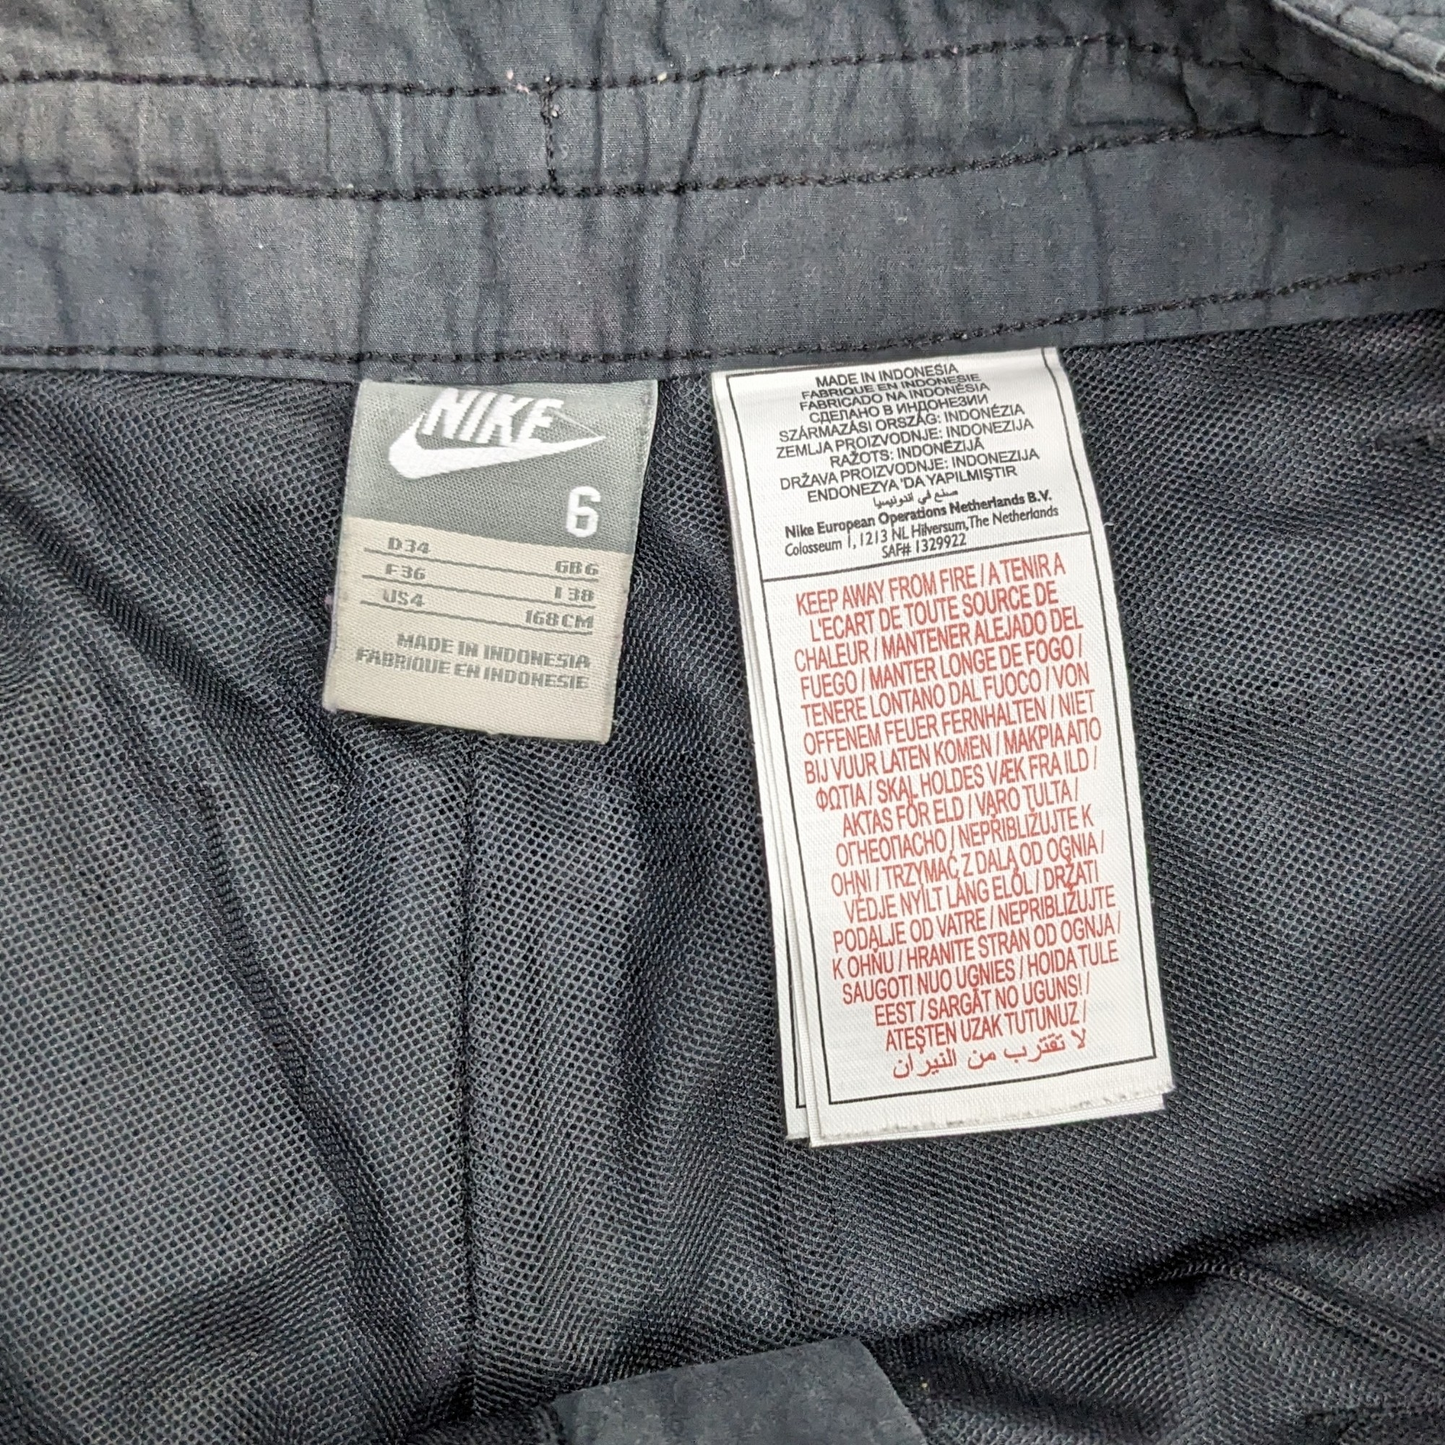 NIKE
6
D34
GB6
F36
I 38
US4
168CM
MADE IN INDONESIA
FABRIQUE EN INDONESIE
MADE IN INDONESIA
FABRIQUE EN INDONESIE
FABRICADO NA INDONÉSIA
СДЕЛАНО В ИНДОНЕЗИИ
SZÁRMAZÁSI ORSZÁG: INDONÉZIA
ZEMLJA PROIZVODNJE: INDONEZIJA
RAŽOTS: INDONĒZIJĀ
DRŽAVA PROIZVODNJE: INDONEZIJA
ENDONEZYA 'DA YAPILMIŞTIR
صنع في اندونيسيا
Nike European Operations Netherlands B.V.
Colosseum 1, 1213 NL Hilversum, The Netherlands
SAF# 1329922
KEEP AWAY FROM FIRE / A TENIR A
L'ECART DE TOUTE SOURCE DE
CHALEUR / MANTENER ALEJADO DEL
FUEGO / MANTER LONGE DE FOGO /
TENERE LONTANO DAL FUOCO / VON
OFFENEM FEUER FERNHALTEN / NIET
BIJ VUUR LATEN KOMEN / ΜΑΚΡΙΑ ΑΠΟ
ΦΩΤΙΑ / SKAL HOLDES VÆK FRA ILD /
AKTAS FÖR ELD / VARO TULTA /
ОГНЕОПАСНО / NEPŘIBLIŽUJTE K
OHNI / TRZYMAĆ Z DALA OD OGNIA /
VÉDJE NYÍLT LÁNG ELŐL / DRŽATI
PODALJE OD VATRE / NEPRIBLIŽUJTE
K OHŇU / HRANITE STRAN OD OGNJA /
SAUGOTI NUO UGNIES / HOIDA TULE
EEST / SARGĀT NO UGUNS! /
ATEŞTEN UZAK TUTUNUZ /
لا تقترب من النيران